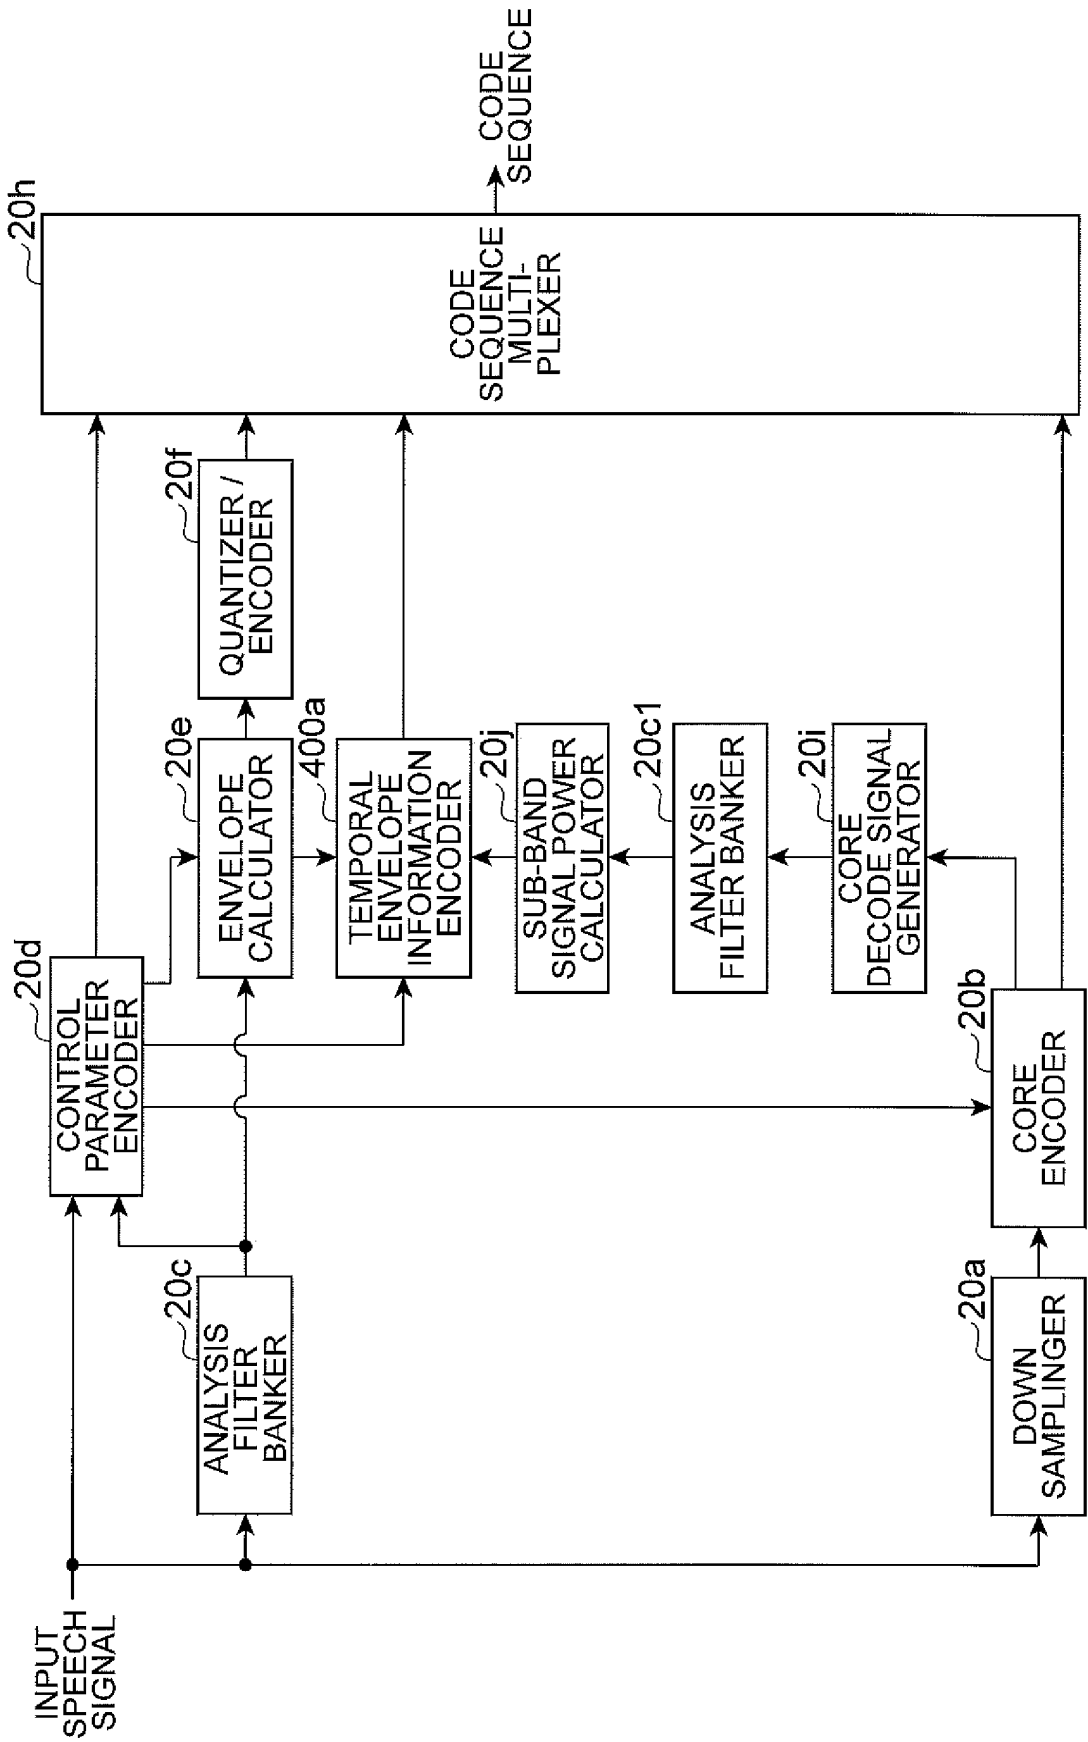 INPUT
SPEECH
SIGNAL
20d
CONTROL
PARAMETER
ENCODER
20c
ANALYSIS
FILTER
BANKER
20e
ENVELOPE
CALCULATOR
20f
QUANTIZER /
ENCODER
400a
TEMPORAL
ENVELOPE
INFORMATION
ENCODER
20j
SUB-BAND
SIGNAL POWER
CALCULATOR
20c1
ANALYSIS
FILTER BANKER
20i
CORE
DECODE SIGNAL
GENERATOR
20a
DOWN
SAMPLINGER
20b
CORE
ENCODER
20h
CODE
SEQUENCE
MULTI-
PLEXER
CODE
SEQUENCE